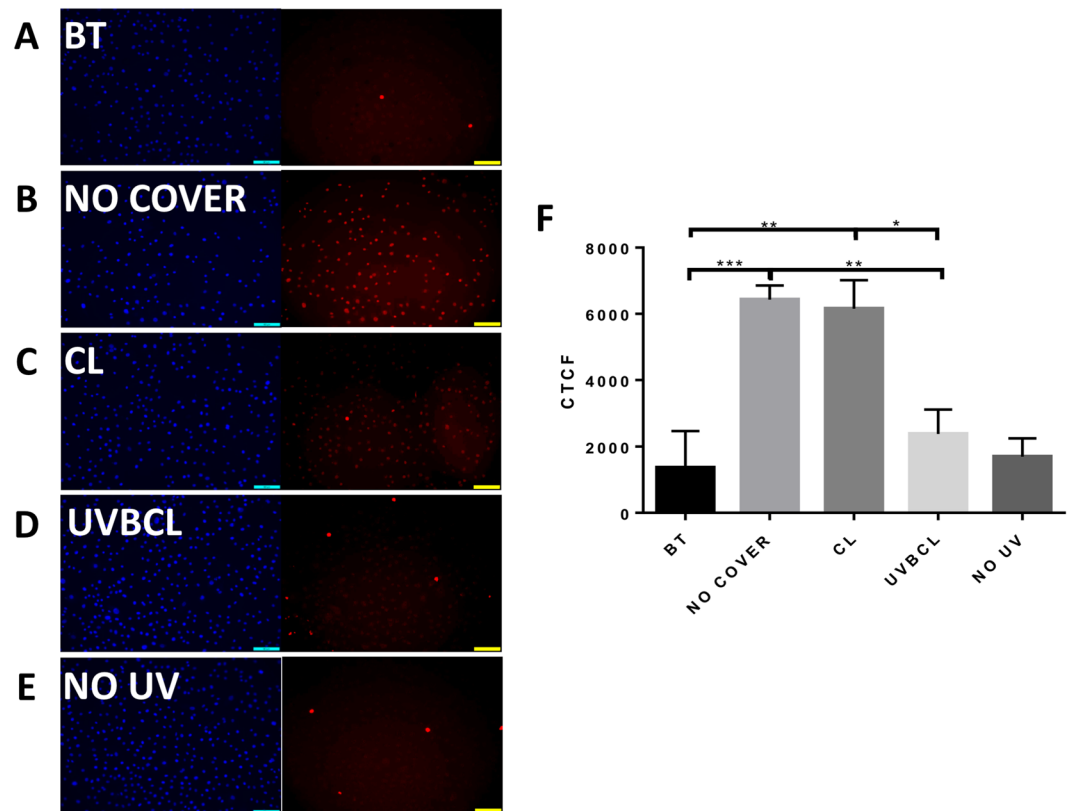 A
BT
B
NO COVER
C
CL
D
UVBCL
E
NO UV
F
** *
*** **
8000
6000
4000
2000
0
CTCF
BT
NO COVER
CL
UVBCL
NO UV